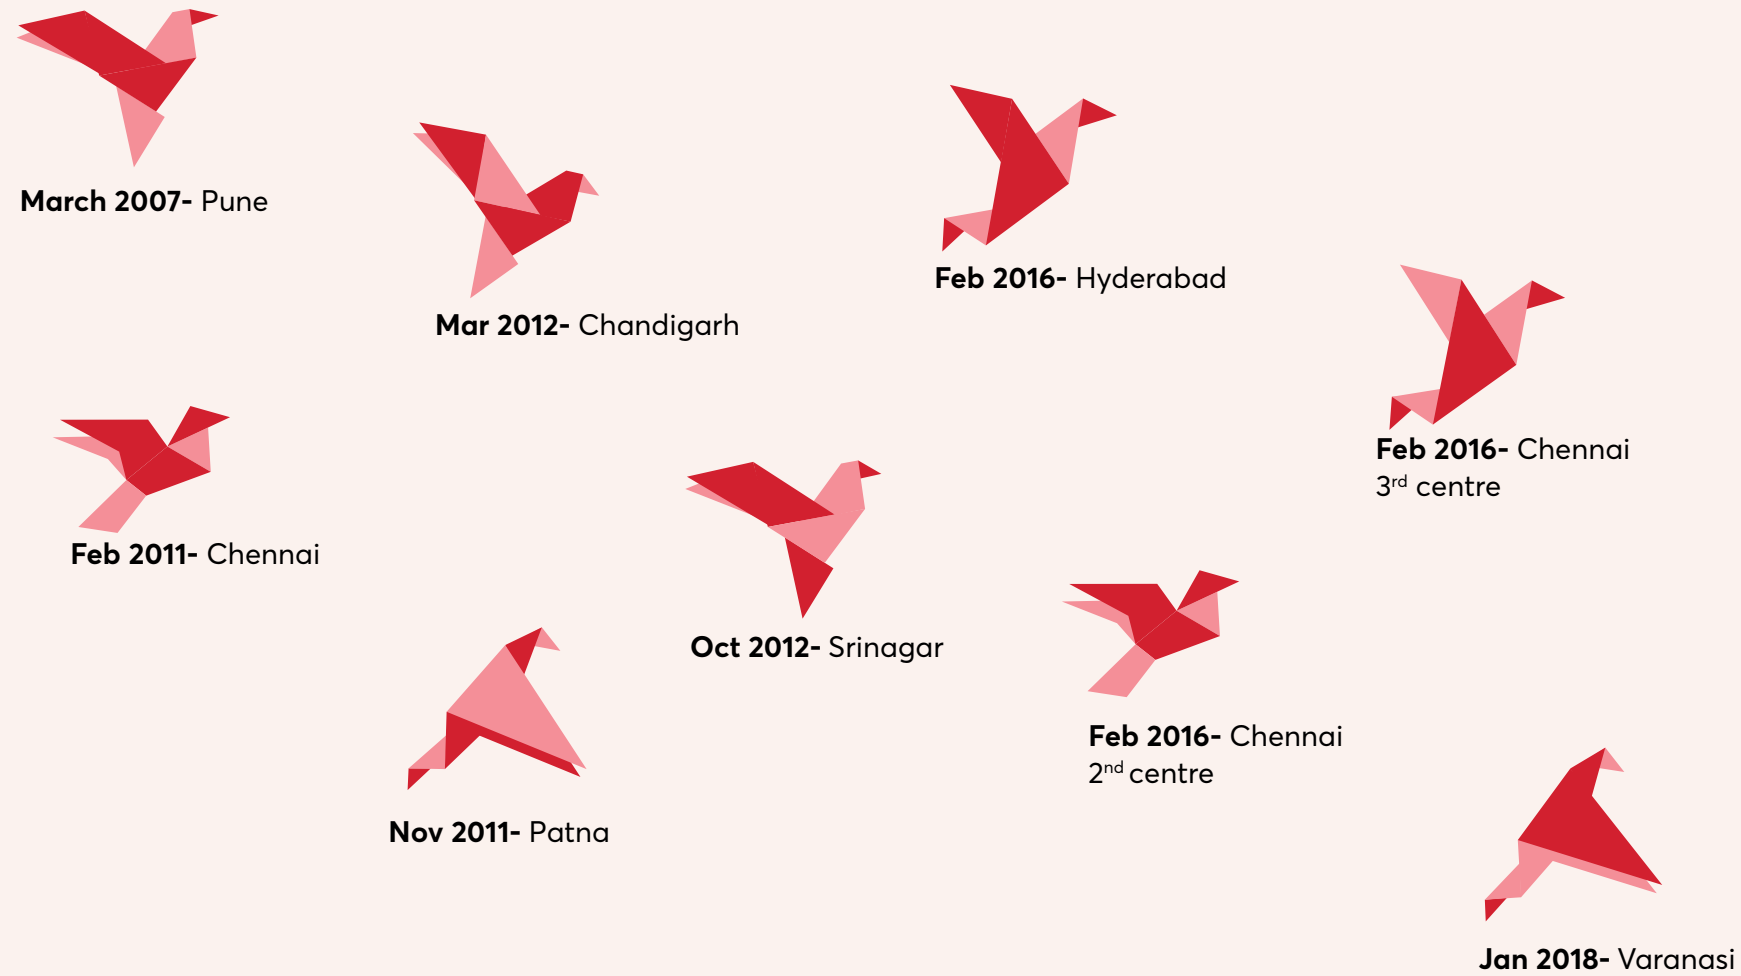 March 2007- Pune
Mar 2012- Chandigarh
Feb 2016- Hyderabad
Feb 2016- Chennai
3rd centre
Feb 2011- Chennai
Oct 2012- Srinagar
Feb 2016- Chennai
2nd centre
Nov 2011- Patna
Jan 2018- Varanasi